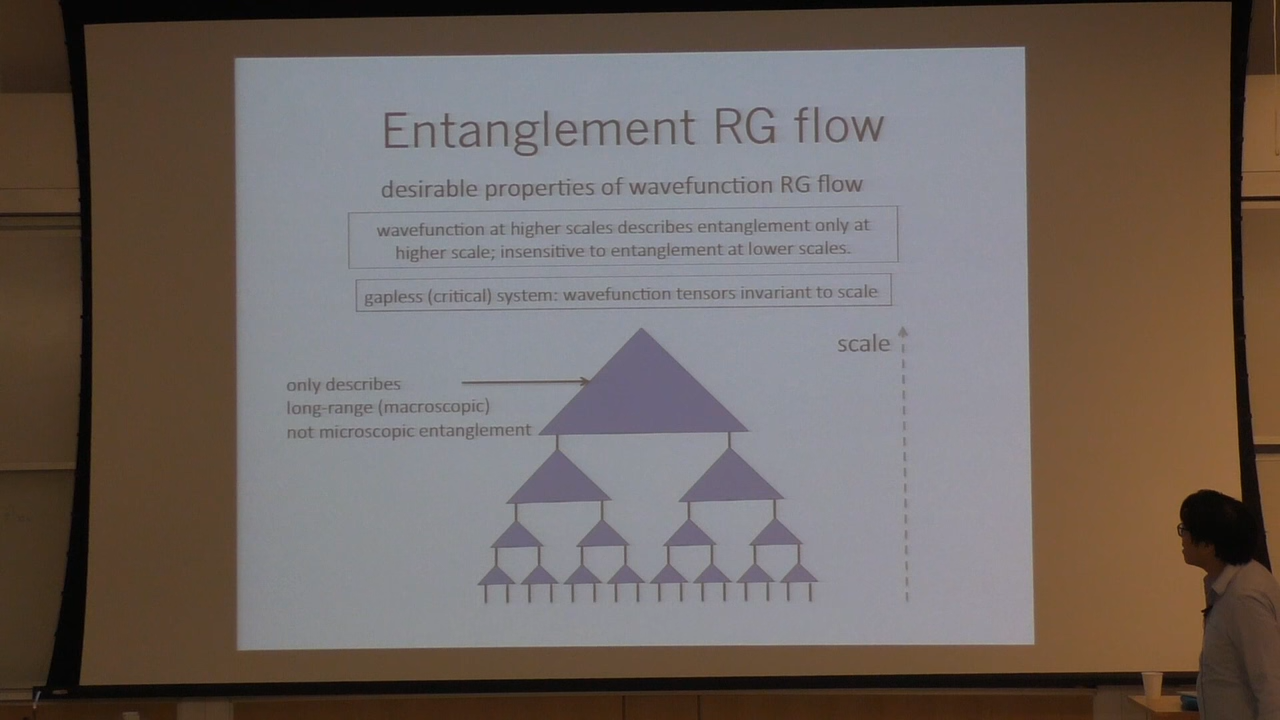 Entanglement RG flow
desirable properties of wavefunction RG flow
wavefunction at higher scales describes entanglement only at
higher scale; insensitive to entanglement at lower scales.
gapless (critical) system: wavefunction tensors invariant to scale
scale
only describes
long-range (macroscopic)
not microscopic entanglement